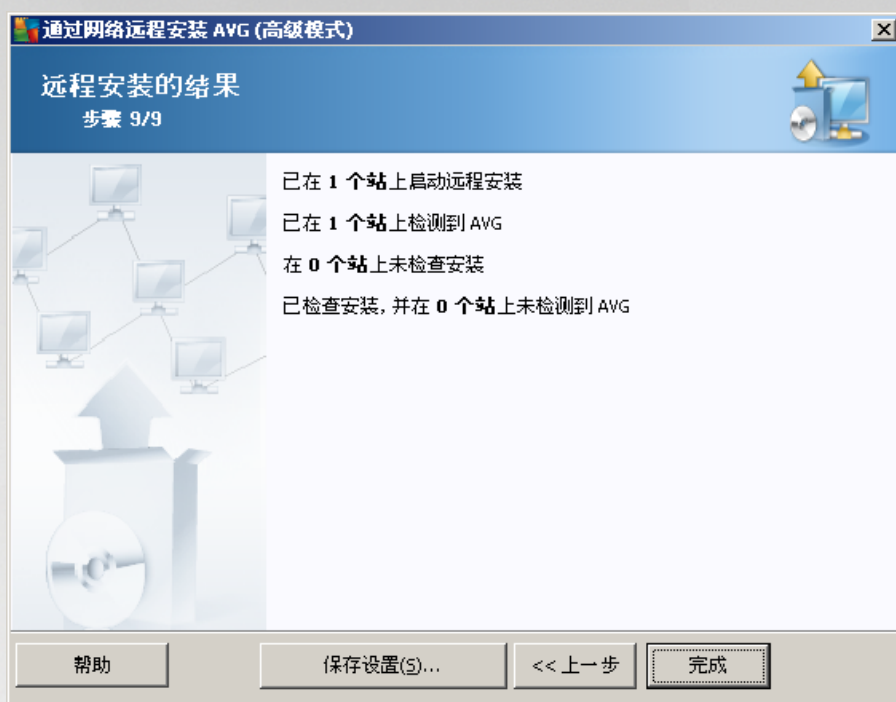 通过网络远程安装 AVG (高级模式)
远程安装的结果
步骤 9/9
已在 1 个站上启动远程安装
已在 1 个站上检测到 AVG
在 0 个站上未检查安装
已检查安装, 并在 0 个站上未检测到 AVG
帮助
保存设置(S)...
<< 上一步
完成